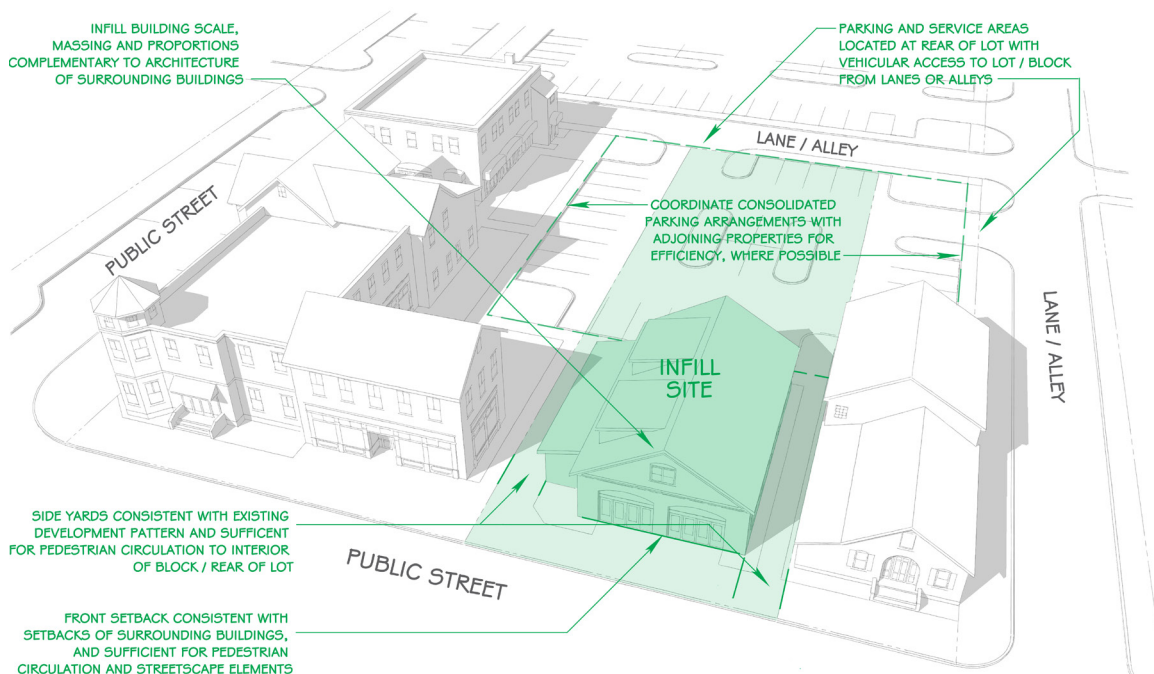 INFILL BUILDING SCALE,
MASSING AND PROPORTIONS
COMPLEMENTARY TO ARCHITECTURE
OF SURROUNDING BUILDINGS
PARKING AND SERVICE AREAS
LOCATED AT REAR OF LOT WITH
VEHICULAR ACCESS TO LOT / BLOCK
FROM LANES OR ALLEYS
LANE / ALLEY
PUBLIC STREET
COORDINATE CONSOLIDATED
PARKING ARRANGEMENTS WITH
ADJOINING PROPERTIES FOR
EFFICIENCY, WHERE POSSIBLE
LANE / ALLEY
INFILL
SITE
SIDE YARDS CONSISTENT WITH EXISTING
DEVELOPMENT PATTERN AND SUFFICENT
FOR PEDESTRIAN CIRCULATION TO INTERIOR
OF BLOCK / REAR OF LOT
PUBLIC STREET
FRONT SETBACK CONSISTENT WITH
SETBACKS OF SURROUNDING BUILDINGS,
AND SUFFICIENT FOR PEDESTRIAN
CIRCULATION AND STREETSCAPE ELEMENTS